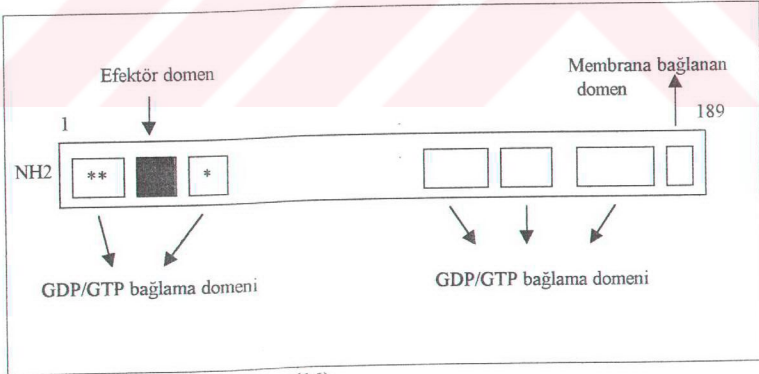 Efektör domen
Membrana bağlanan
domen
1
189
NH2
**
*
GDP/GTP bağlama domeni
GDP/GTP bağlama domeni